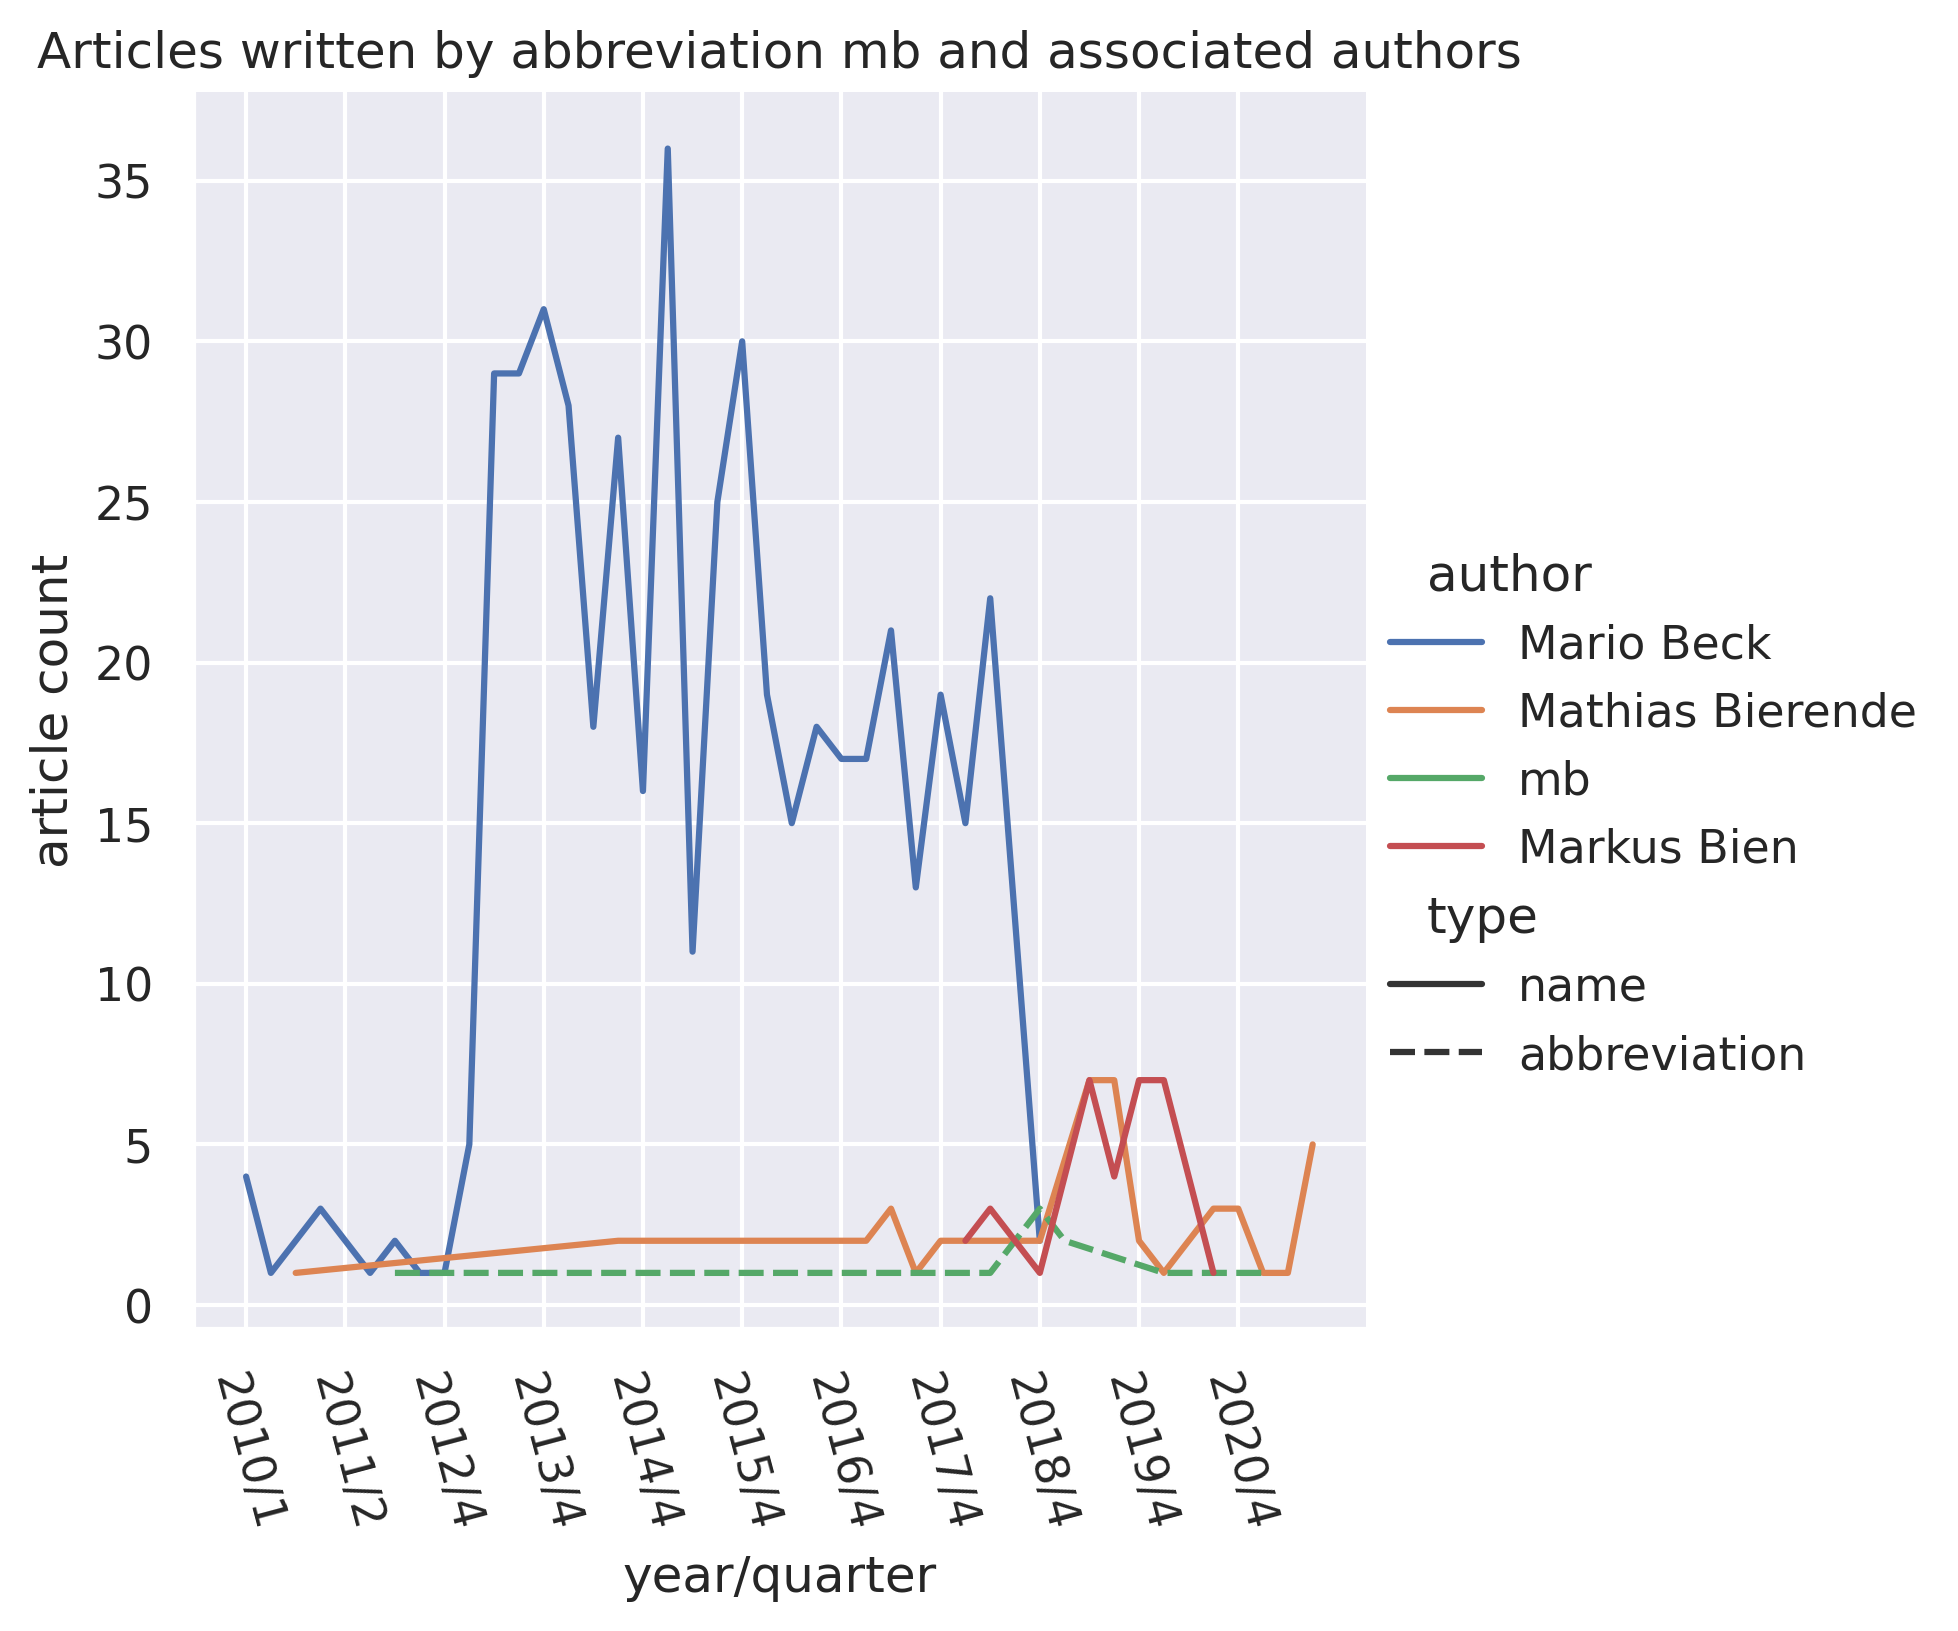 Articles written by abbreviation mb and associated authors
35
30
25
20
15
10
5
0
article count
2010/1
2011/2
2012/4
2013/4
2014/4
2015/4
2016/4
2017/4
2018/4
2019/4
2020/4
year/quarter
author
Mario Beck
Mathias Bierende
mb
Markus Bien
type
name
abbreviation